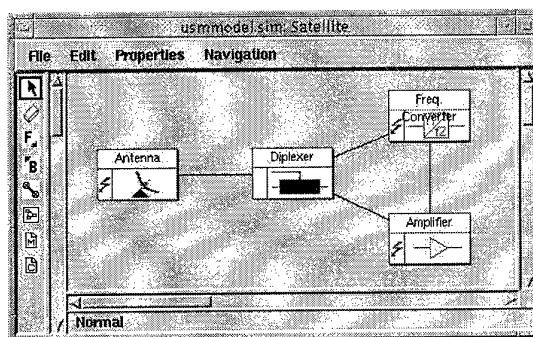 usmmodel.sim: Satellite
File Edit Properties Navigation
Freq.
Converter
f2
Antenna
Diplexer
Amplifier
F
B
M
C
Normal